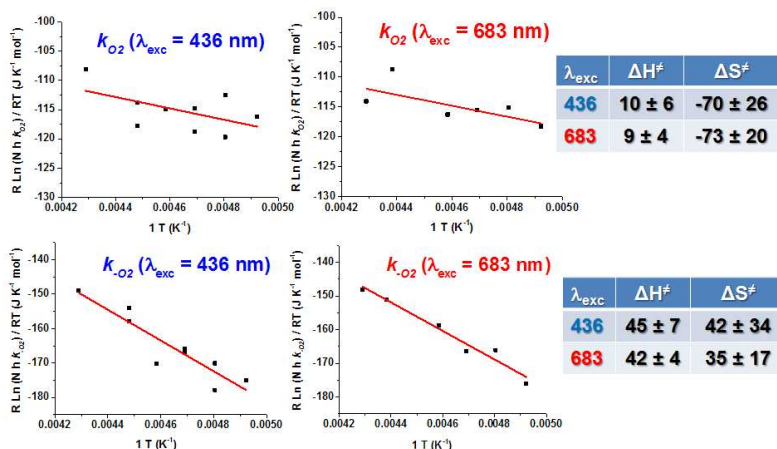 k_O2 (λexc = 436 nm)
R Ln (N h k_O2) / RT (J K⁻¹ mol⁻¹)
-100
-105
-110
-115
-120
-125
-130
0.0042 0.0044 0.0046 0.0048 0.0050
1 T (K⁻¹)
k_O2 (λexc = 683 nm)
R Ln (N h k_O2) / RT (J K⁻¹ mol⁻¹)
-100
-105
-110
-115
-120
-125
-130
0.0042 0.0044 0.0046 0.0048 0.0050
1 T (K⁻¹)
λexc ΔH≠ ΔS≠
436 10 ± 6 -70 ± 26
683 9 ± 4 -73 ± 20
k_-O2 (λexc = 436 nm)
R Ln (N h k_-O2) / RT (J K⁻¹ mol⁻¹)
-140
-150
-160
-170
-180
0.0042 0.0044 0.0046 0.0048 0.0050
1 T (K⁻¹)
k_-O2 (λexc = 683 nm)
R Ln (N h k_-O2) / RT (J K⁻¹ mol⁻¹)
-150
-160
-170
-180
0.0042 0.0044 0.0046 0.0048 0.0050
1 T (K⁻¹)
λexc ΔH≠ ΔS≠
436 45 ± 7 42 ± 34
683 42 ± 4 35 ± 17